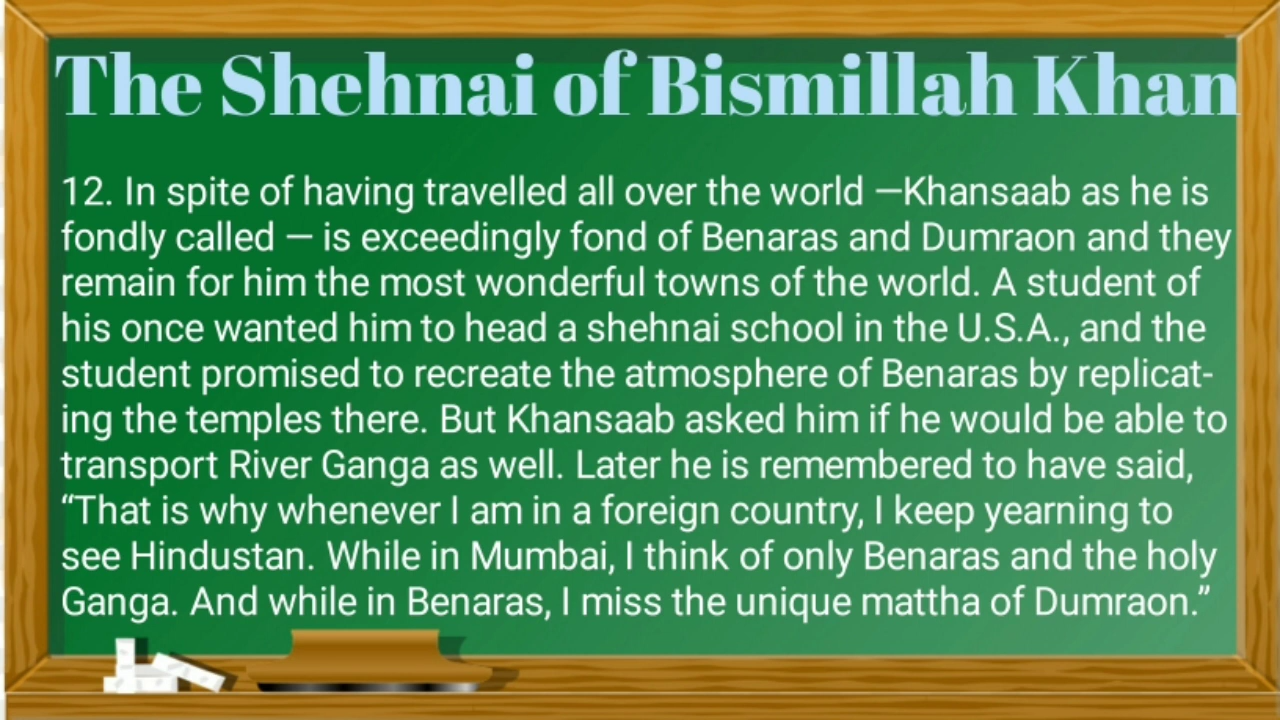 The Shehnai of Bismillah Khan
12. In spite of having travelled all over the world —Khansaab as he is
fondly called — is exceedingly fond of Benaras and Dumraon and they
remain for him the most wonderful towns of the world. A student of
his once wanted him to head a shehnai school in the U.S.A., and the
student promised to recreate the atmosphere of Benaras by replicat-
ing the temples there. But Khansaab asked him if he would be able to
transport River Ganga as well. Later he is remembered to have said,
“That is why whenever I am in a foreign country, I keep yearning to
see Hindustan. While in Mumbai, I think of only Benaras and the holy
Ganga. And while in Benaras, I miss the unique mattha of Dumraon.”